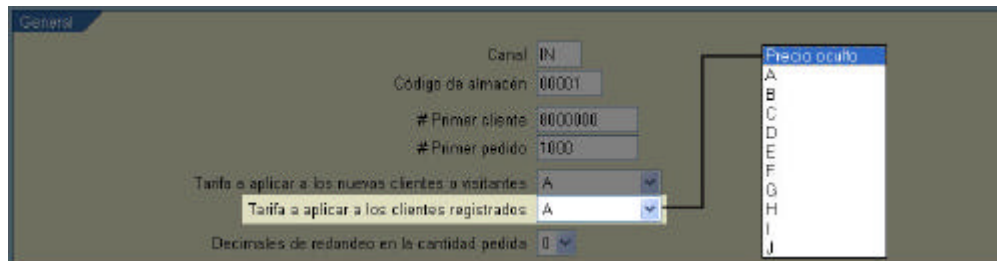 General
Canal IN
Código de almacén 00001
# Primer cliente 0000000
# Primer pedido 1000
Tarifa a aplicar a los nuevos clientes o visitantes A
Tarifa a aplicar a los clientes registrados A
Decimales de redondeo en la cantidad pedida 0
Precio oculto
A
B
C
D
E
F
G
H
I
J